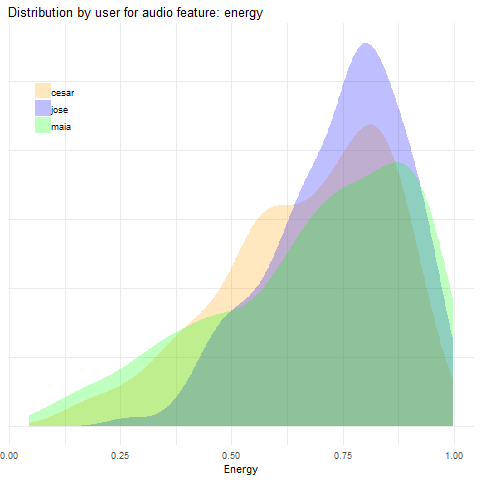 Distribution by user for audio feature: energy
cesar
jose
maia
0.00 0.25 0.50 0.75 1.00
Energy